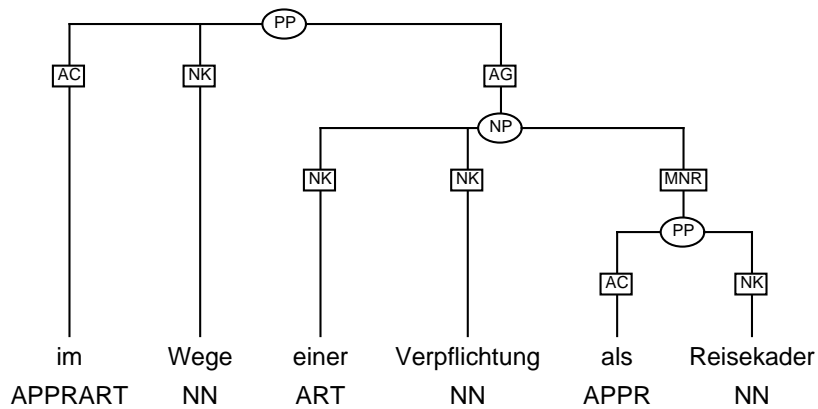 PP
AC NK AG
NP
NK NK MNR
PP
AC NK
im Wege einer Verpflichtung als Reisekader
APPRART NN ART NN APPR NN